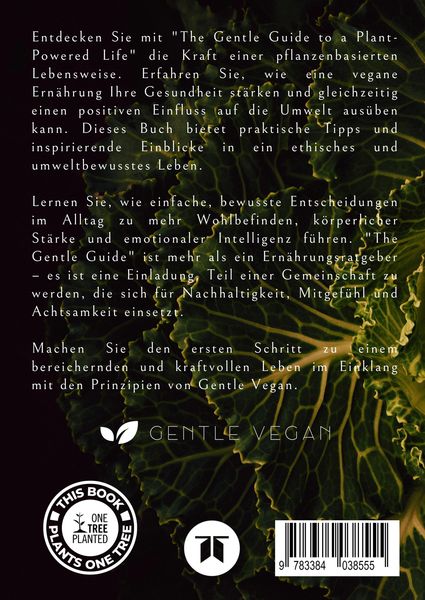 Entdecken Sie mit "The Gentle Guide to a Plant-
Powered Life" die Kraft einer pflanzenbasierten
Lebensweise. Erfahren Sie, wie eine vegane
Ernährung Ihre Gesundheit stärken und gleichzeitig
einen positiven Einfluss auf die Umwelt ausüben
kann. Dieses Buch bietet praktische Tipps und
inspirierende Einblicke in ein ethisches und
umweltbewusstes Leben.
Lernen Sie, wie einfache, bewusste Entscheidungen
im Alltag zu mehr Wohlbefinden, körperlicher
Stärke und emotionaler Intelligenz führen. "The
Gentle Guide" ist mehr als ein Ernährungsratgeber
– es ist eine Einladung, Teil einer Gemeinschaft zu
werden, die sich für Nachhaltigkeit, Mitgefühl und
Achtsamkeit einsetzt.
Machen Sie den ersten Schritt zu einem
bereichernden und kraftvollen Leben im Einklang
mit den Prinzipien von Gentle Vegan.
GENTLE VEGAN
THIS BOOK
ONE
TREE
PLANTED
PLANTS ONE TREE
9 783384 038555